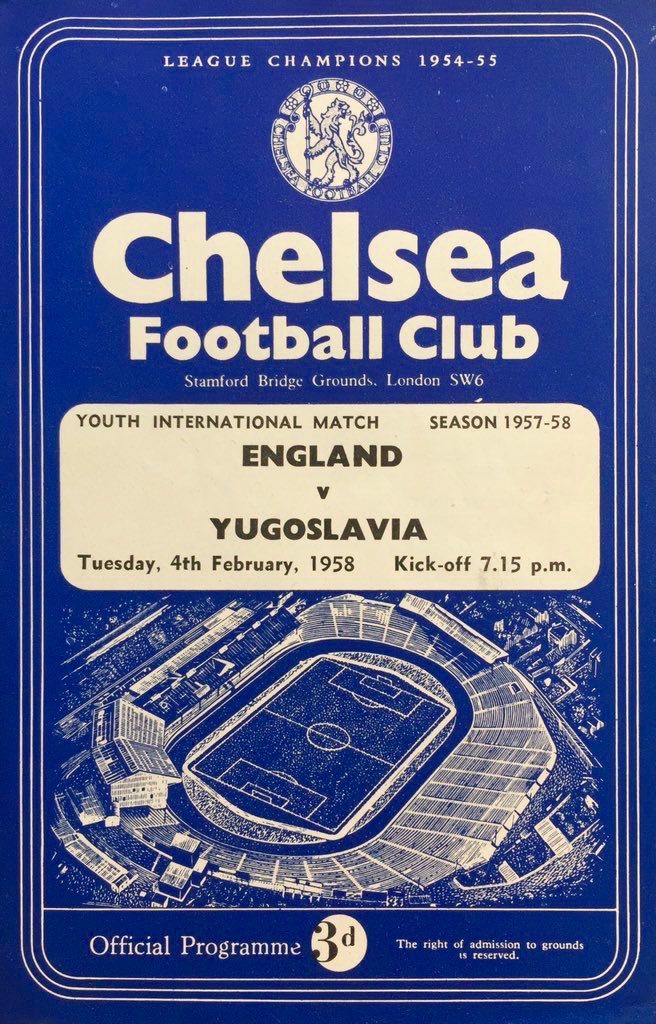 LEAGUE CHAMPIONS 1954-55
CHELSEA FOOTBALL CLUB
Chelsea
Football Club
Stamford Bridge Grounds. London SW6
YOUTH INTERNATIONAL MATCH SEASON 1957-58
ENGLAND
v
YUGOSLAVIA
Tuesday, 4th February, 1958 Kick-off 7.15 p.m.
Official Programme 3d
The right of admission to grounds
is reserved.